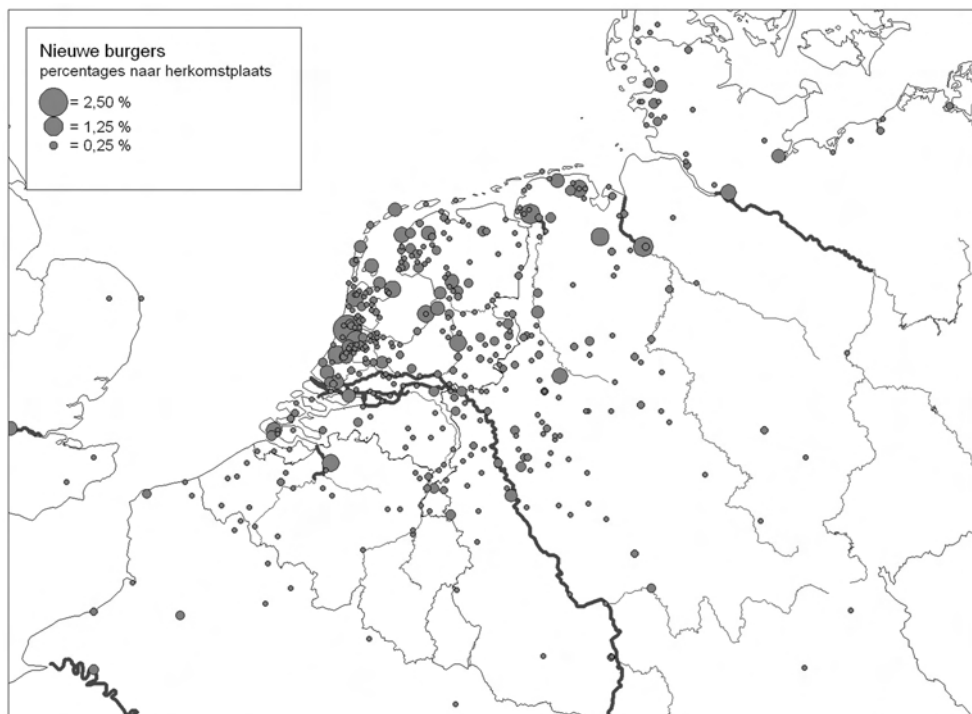 Nieuwe burgers
percentages naar herkomstplaats
= 2,50 %
= 1,25 %
= 0,25 %